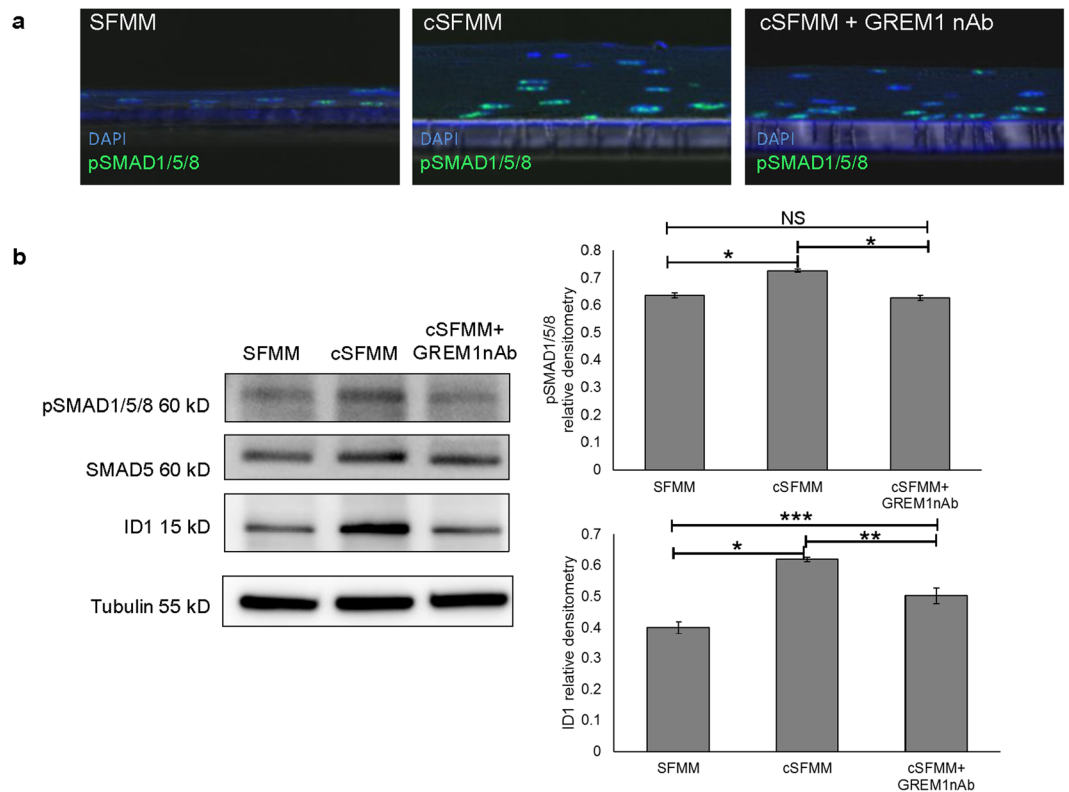 a
SFMM
cSFMM
cSFMM + GREM1 nAb
DAPI
pSMAD1/5/8
DAPI
pSMAD1/5/8
DAPI
pSMAD1/5/8
b
SFMM
cSFMM
cSFMM+
GREM1nAb
pSMAD1/5/8 60 kD
SMAD5 60 kD
ID1 15 kD
Tubulin 55 kD
NS
*
*
pSMAD1/5/8
relative densitometry
0.8
0.7
0.6
0.5
0.4
0.3
0.2
0.1
0
SFMM
cSFMM
cSFMM+
GREM1nAb
***
*
**
ID1 relative densitometry
0.7
0.6
0.5
0.4
0.3
0.2
0.1
0
SFMM
cSFMM
cSFMM+
GREM1nAb